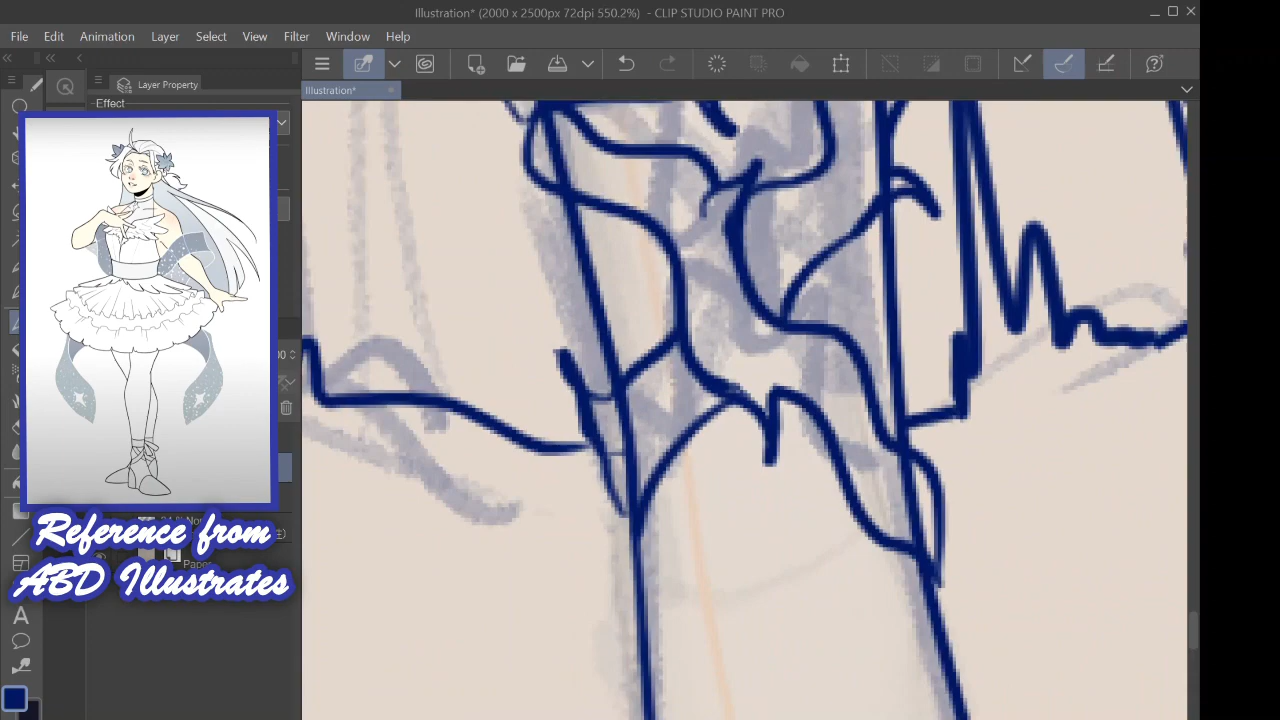 Illustration* (2000 x 2500px 72dpi 550.2%) - CLIP STUDIO PAINT PRO
File Edit Animation Layer Select View Filter Window Help
Layer Property
Illustration*
Effect
Reference from
ABD Illustrates
Paper
A